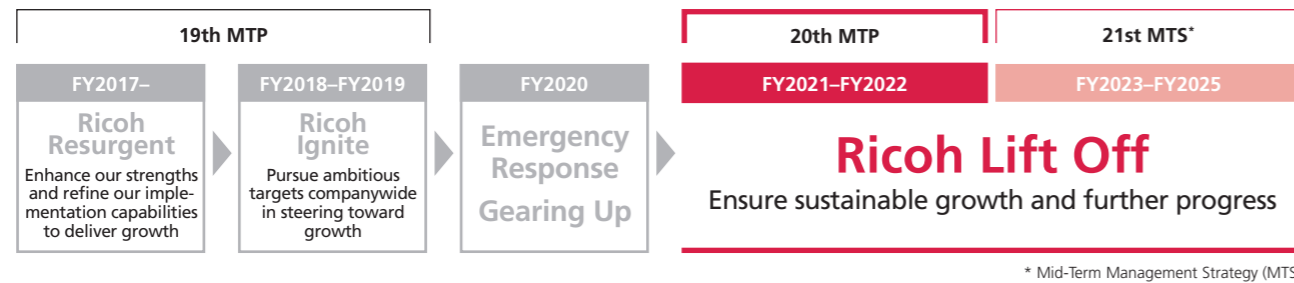 19th MTP
20th MTP
21st MTS*
FY2017–
FY2018–FY2019
FY2020
FY2021–FY2022
FY2023–FY2025
Ricoh
Resurgent
Enhance our strengths
and refine our imple-
mentation capabilities
to deliver growth
Ricoh
Ignite
Pursue ambitious
targets companywide
in steering toward
growth
Emergency
Response
Gearing Up
Ricoh Lift Off
Ensure sustainable growth and further progress
* Mid-Term Management Strategy (MTS